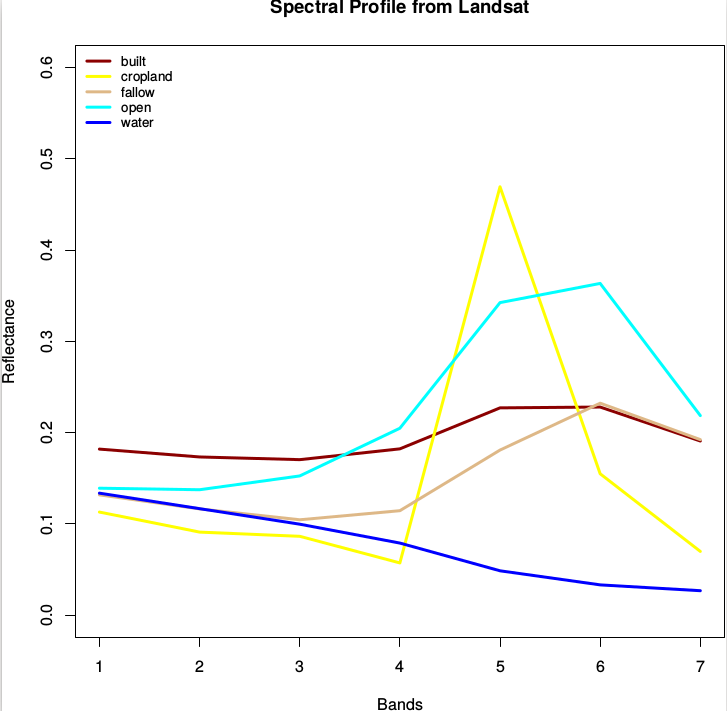 Spectral Profile from Landsat
built
cropland
fallow
open
water
0.6
0.5
0.4
0.3
0.2
0.1
0.0
Reflectance
1 2 3 4 5 6 7
Bands